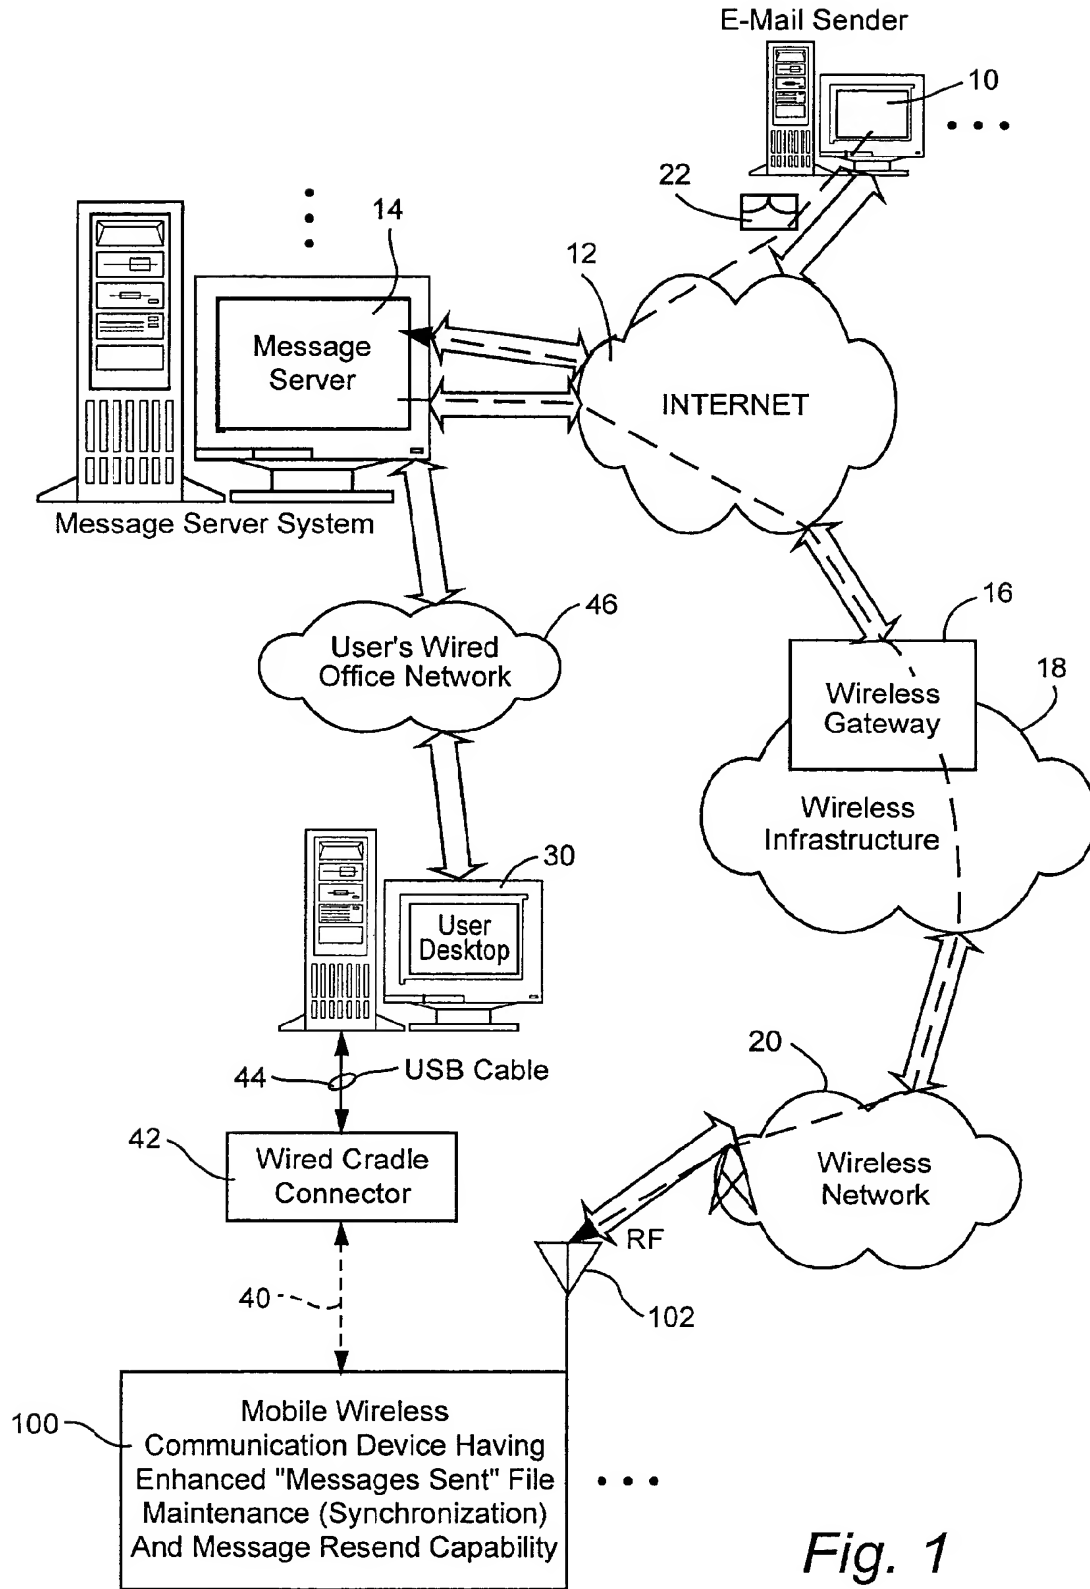 E-Mail Sender
10
22
14
12
Message
Server
INTERNET
Message Server System
46
User's Wired
Office Network
16
Wireless
Gateway
18
Wireless
Infrastructure
30
User
Desktop
44
USB Cable
20
42
Wired Cradle
Connector
Wireless
Network
RF
40
102
100
Mobile Wireless
Communication Device Having
Enhanced "Messages Sent" File
Maintenance (Synchronization)
And Message Resend Capability
Fig. 1